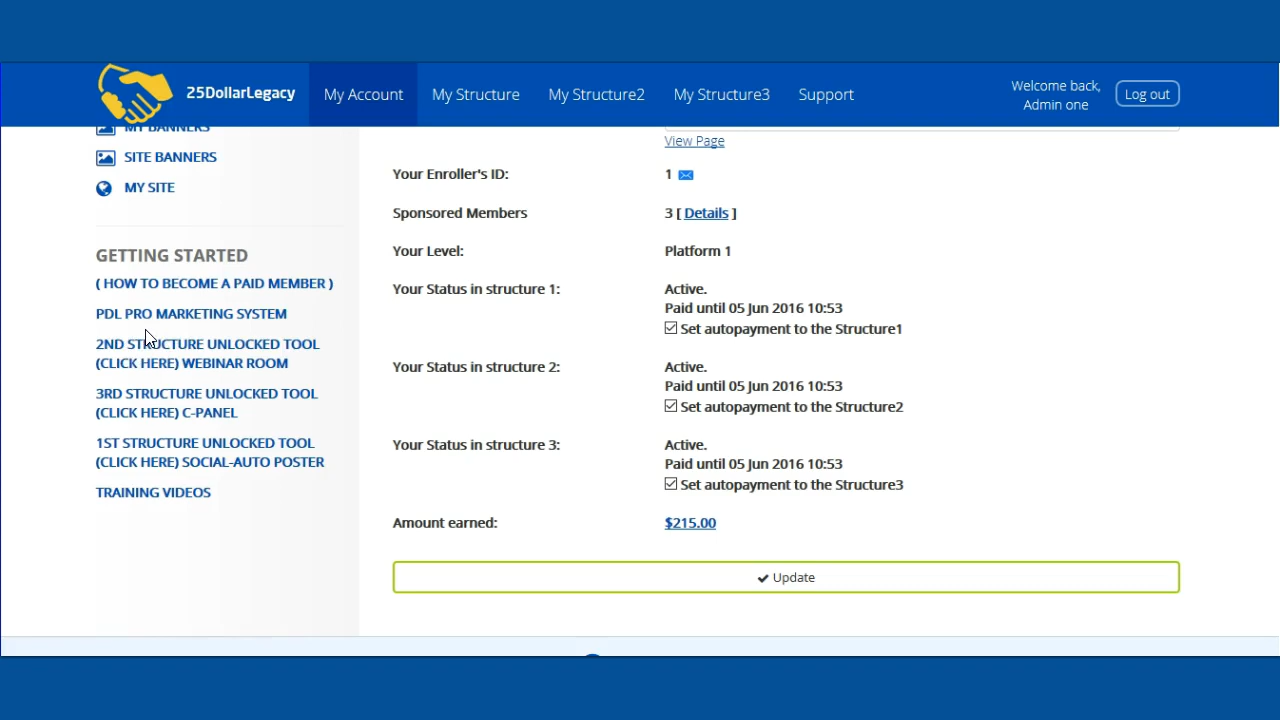 25DollarLegacy
My Account
My Structure
My Structure2
My Structure3
Support
Welcome back,
Admin one
Log out
MY BANNERS
SITE BANNERS
MY SITE
GETTING STARTED
( HOW TO BECOME A PAID MEMBER )
PDL PRO MARKETING SYSTEM
2ND STRUCTURE UNLOCKED TOOL
(CLICK HERE) WEBINAR ROOM
3RD STRUCTURE UNLOCKED TOOL
(CLICK HERE) C-PANEL
1ST STRUCTURE UNLOCKED TOOL
(CLICK HERE) SOCIAL-AUTO POSTER
TRAINING VIDEOS
View Page
Your Enroller's ID: 1
Sponsored Members 3 [ Details ]
Your Level: Platform 1
Your Status in structure 1: Active.
Paid until 05 Jun 2016 10:53
Set autopayment to the Structure1
Your Status in structure 2: Active.
Paid until 05 Jun 2016 10:53
Set autopayment to the Structure2
Your Status in structure 3: Active.
Paid until 05 Jun 2016 10:53
Set autopayment to the Structure3
Amount earned: $215.00
Update